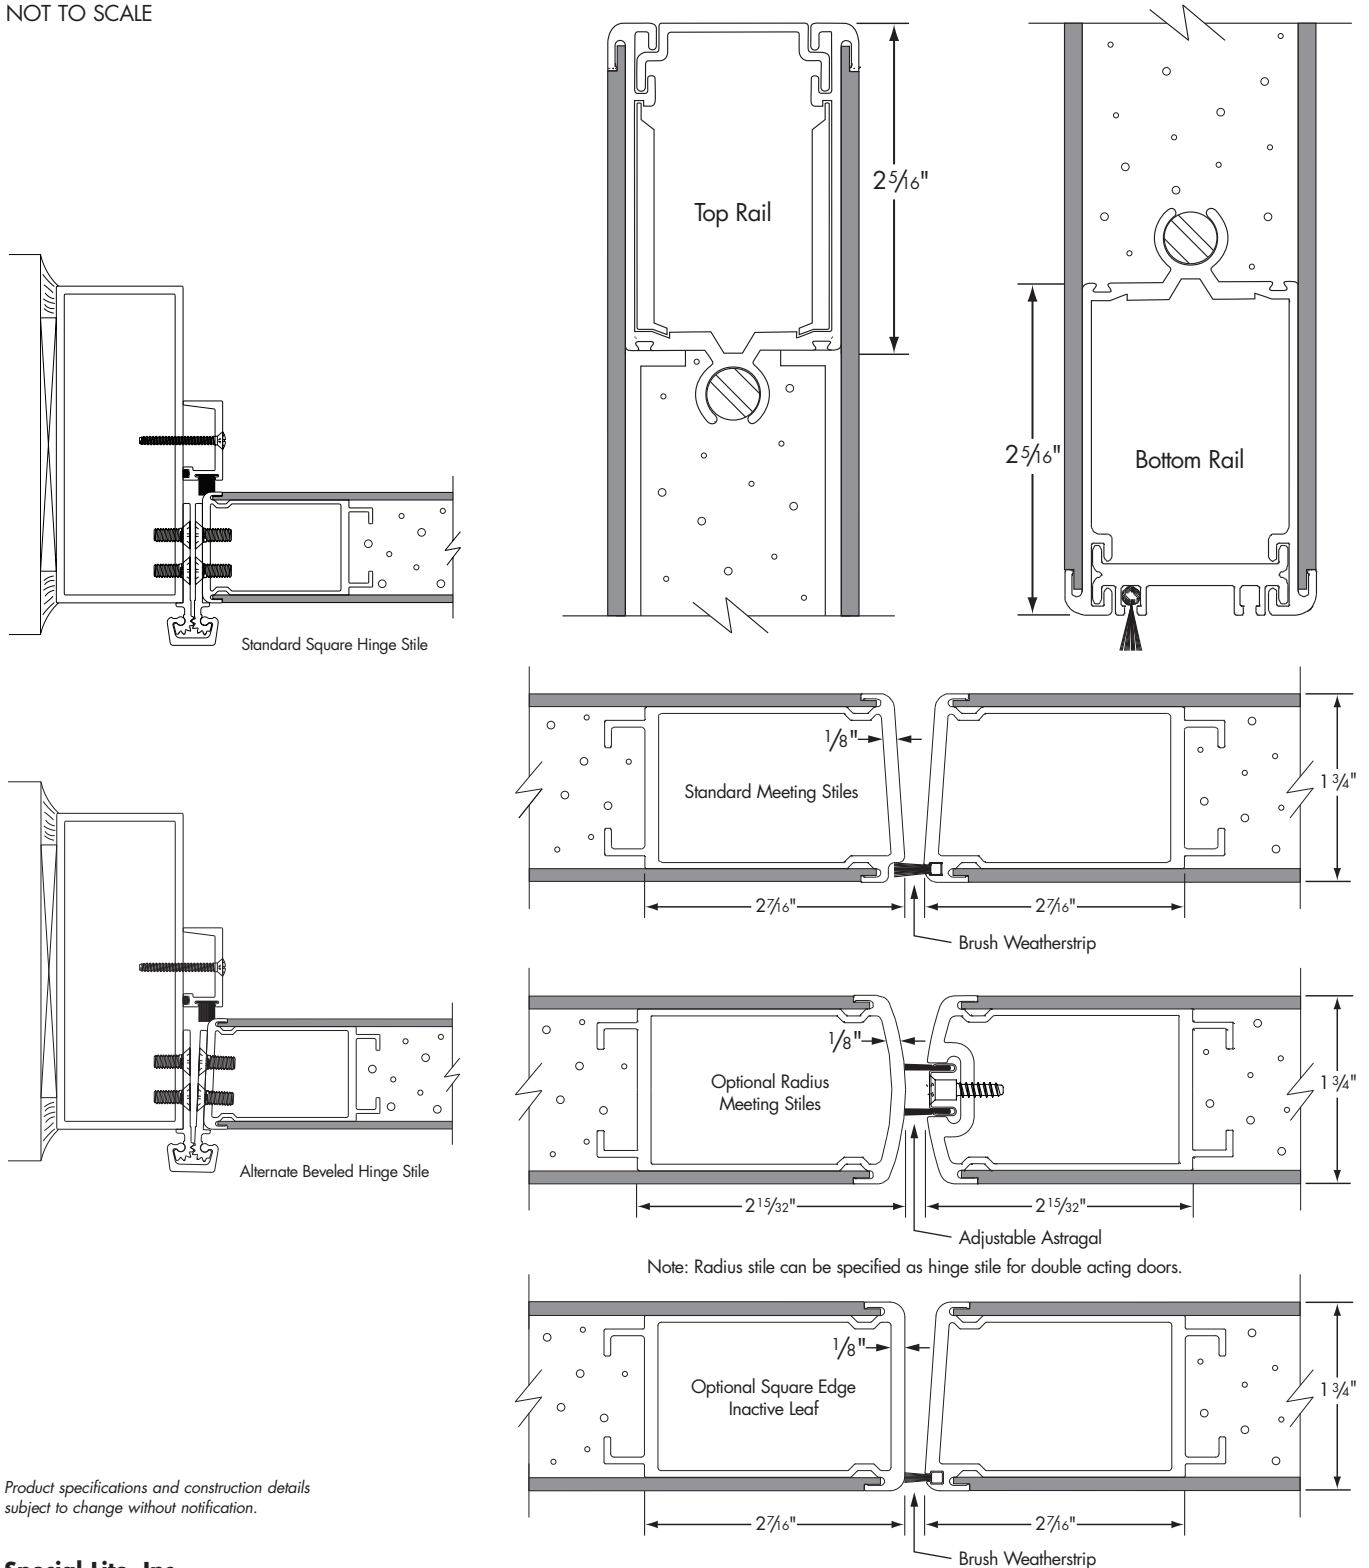 NOT TO SCALE
2 5/16"
Top Rail
2 5/16"
Bottom Rail
Standard Square Hinge Stile
1/8"
Standard Meeting Stiles
1 3/4"
2 7/16"
2 7/16"
Brush Weatherstrip
1/8"
Optional Radius
Meeting Stiles
1 3/4"
Alternate Beveled Hinge Stile
2 15/32"
2 15/32"
Adjustable Astragal
Note: Radius stile can be specified as hinge stile for double acting doors.
1/8"
Optional Square Edge
Inactive Leaf
1 3/4"
2 7/16"
2 7/16"
Brush Weatherstrip
Product specifications and construction details
subject to change without notification.
Special-Lite, Inc.